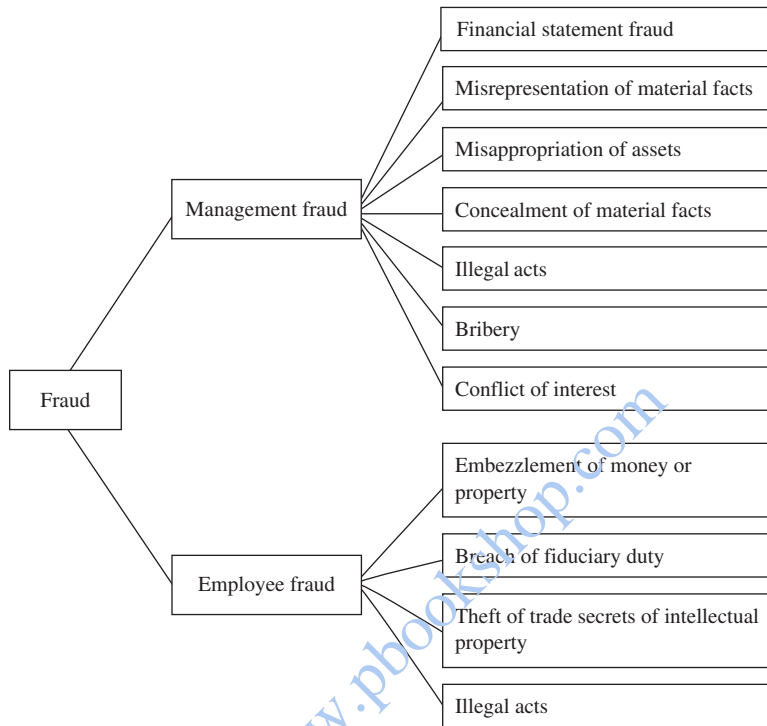 Financial statement fraud
Misrepresentation of material facts
Misappropriation of assets
Management fraud
Concealment of material facts
Illegal acts
Bribery
Conflict of interest
Fraud
Embezzlement of money or
property
Breach of fiduciary duty
Employee fraud
Theft of trade secrets of intellectual
property
Illegal acts
w.pbookshop.com